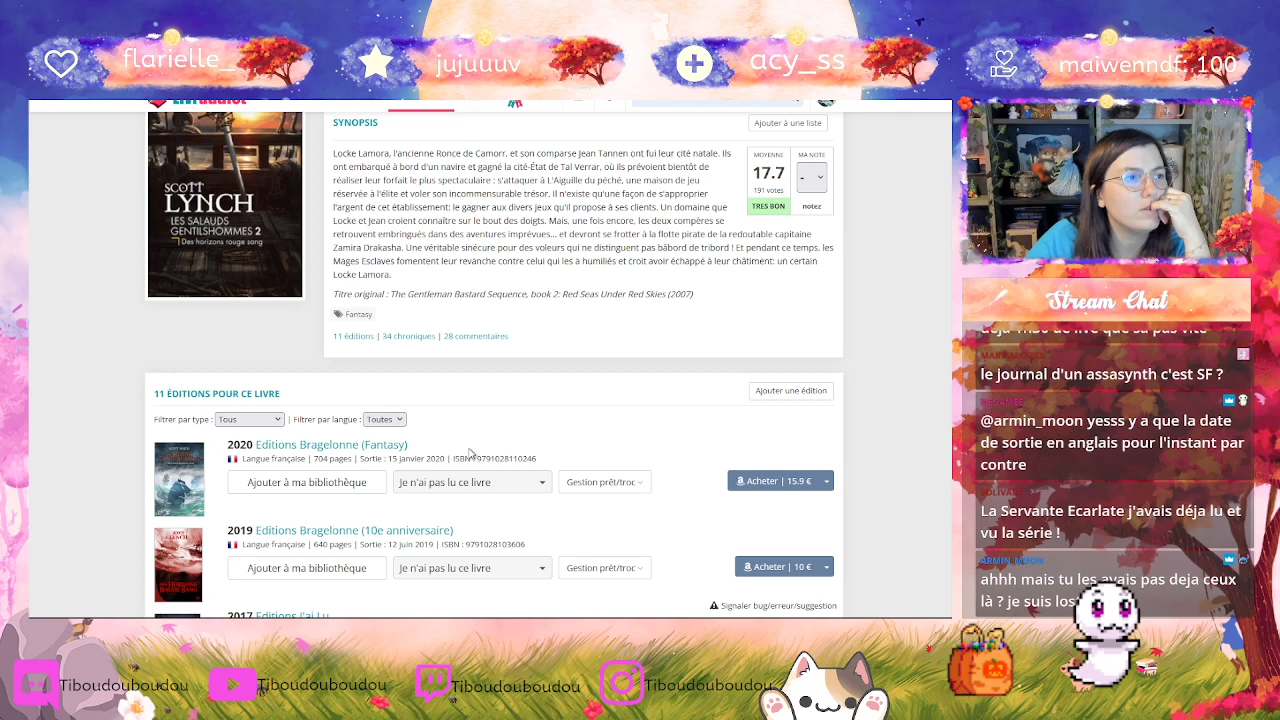 flarielle_
jujuuuv
acy_ss
maiwenndf: 100
Livraddict
SYNOPSIS
Ajouter à une liste
Locke Lamora, l'ancienne Ronce de Camorr, et son comparse Jean Tannen ont fui leur cité natale. Ils
ont embarqué à bord d'un navire et gagné la cité-État de Tal Verrar, où ils prévoient bientôt de
réaliser leur forfait le plus spectaculaire : s'attaquer à L'Aiguille du péché, une maison de jeu
réservée à l'élite et voler son incommensurable trésor. Il n'existe qu'une façon de s'approprier
l'argent de cet établissement: le gagner aux divers jeux qu'il propose à ses clients. Un domaine que
Locke et Jean croient connaître sur le bout des doigts. Mais, une fois encore, les deux compères se
retrouvent embringués dans des aventures imprévues... et devront se frotter à la flotte pirate de la redoutable capitaine
Zamira Drakasha. Une véritable sinécure pour des voleurs qui ne distinguent pas bâbord de tribord ! Et pendant ce temps, les
Mages Esclaves fomentent leur revanche contre celui qui les a humiliés et croit avoir échappé à leur châtiment: un certain
Locke Lamora.
MOYENNE
17.7
191 votes
TRES BON
MA NOTE
-
notez
Titre original : The Gentleman Bastard Sequence, book 2: Red Seas Under Red Skies (2007)
Fantasy
11 éditions | 34 chroniques | 28 commentaires
SCOTT
LYNCH
LES SALAUDS
GENTILSHOMMES 2
Des horizons rouge sang
11 ÉDITIONS POUR CE LIVRE
Ajouter une édition
Filtrer par type : Tous | Filtrer par langue : Toutes
2020 Editions Bragelonne (Fantasy)
Langue française | 704 pages | Sortie : 15 janvier 2020 | ISBN : 9791028110246
Ajouter à ma bibliothèque
Je n'ai pas lu ce livre
Gestion prêt/troc
Acheter | 15.9 €
2019 Editions Bragelonne (10e anniversaire)
Langue française | 640 pages | Sortie : 12 juin 2019 | ISBN : 9791028103606
Ajouter à ma bibliothèque
Je n'ai pas lu ce livre
Gestion prêt/troc
Acheter | 10 €
Signaler bug/erreur/suggestion
2017 Editions J'ai Lu
Stream Chat
déjà 1h30 de live que sa pas vite
le journal d'un assasynth c'est SF ?
@armin_moon yesss y a que la date
de sortie en anglais pour l'instant par
contre
La Servante Ecarlate j'avais déja lu et
vu la série !
ARMIN_MOON
ahhh mais tu les avais pas deja ceux
là ? je suis los
Tiboudouboudou
Tiboudouboudou
Tiboudouboudou
Tiboudouboudou